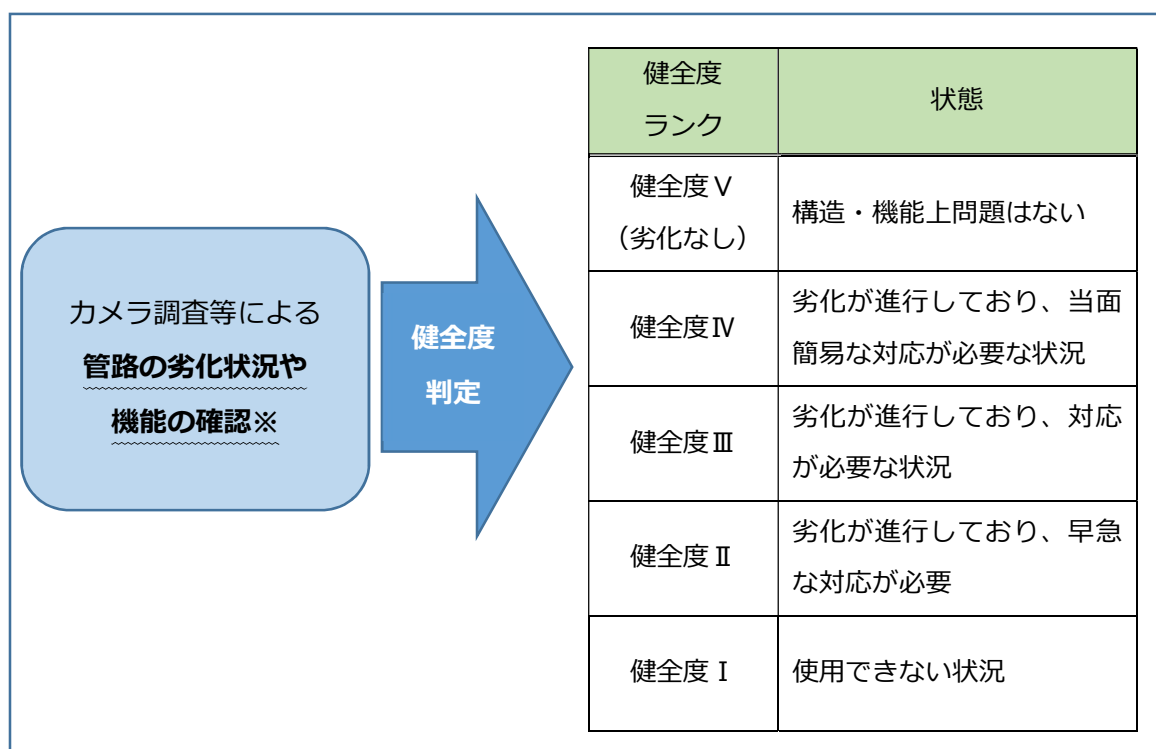 カメラ調査等による
管路の劣化状況や
機能の確認※
健全度
判定
健全度
ランク
状態
健全度Ⅴ
（劣化なし）
構造・機能上問題はない
健全度Ⅳ
劣化が進行しており、当面
簡易な対応が必要な状況
健全度Ⅲ
劣化が進行しており、対応
が必要な状況
健全度Ⅱ
劣化が進行しており、早急
な対応が必要
健全度Ⅰ
使用できない状況